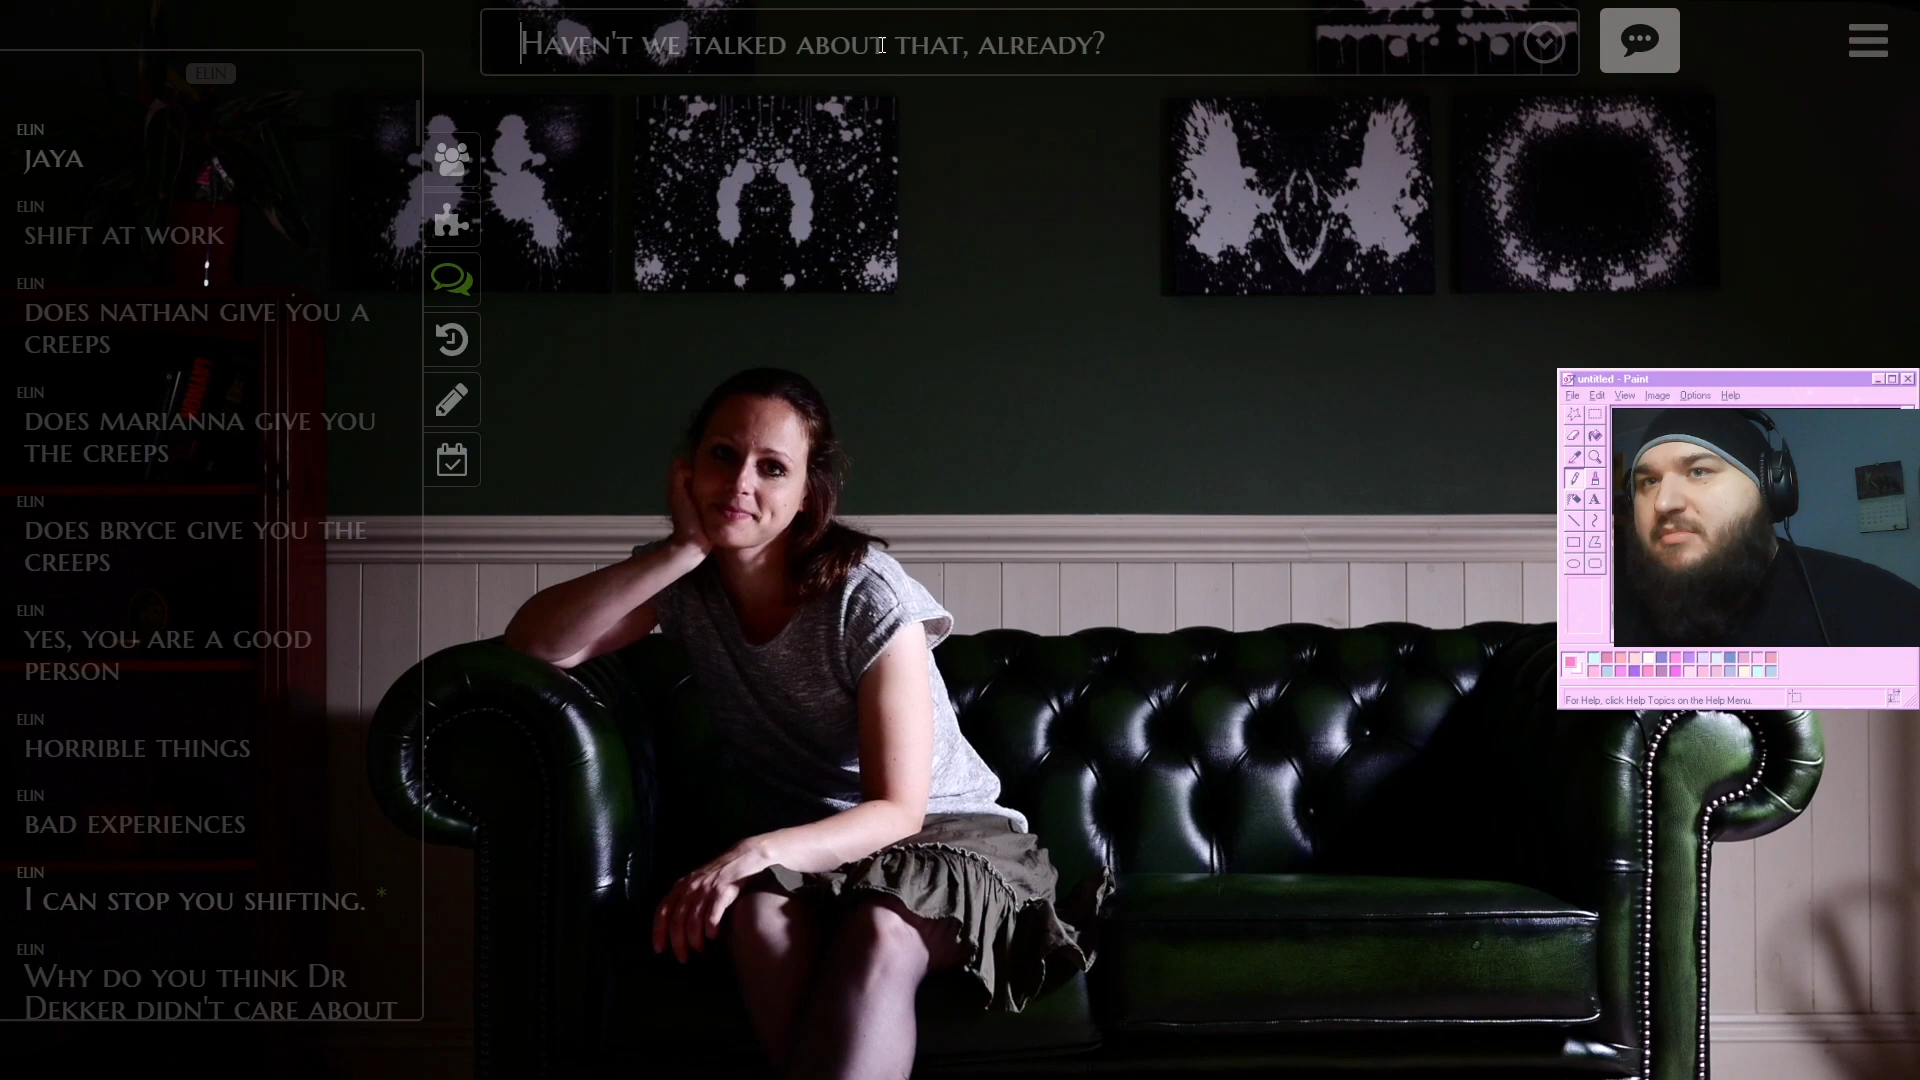 Haven't we talked about that, already?
ELIN
ELIN
JAYA
ELIN
SHIFT AT WORK
ELIN
DOES NATHAN GIVE YOU A
CREEPS
ELIN
DOES MARIANNA GIVE YOU
THE CREEPS
ELIN
DOES BRYCE GIVE YOU THE
CREEPS
ELIN
YES, YOU ARE A GOOD
PERSON
ELIN
HORRIBLE THINGS
ELIN
BAD EXPERIENCES
ELIN
I CAN STOP YOU SHIFTING. *
ELIN
Why do you think Dr
Dekker didn't care about
untitled - Paint
File Edit View Image Options Help
A
For Help, click Help Topics on the Help Menu.